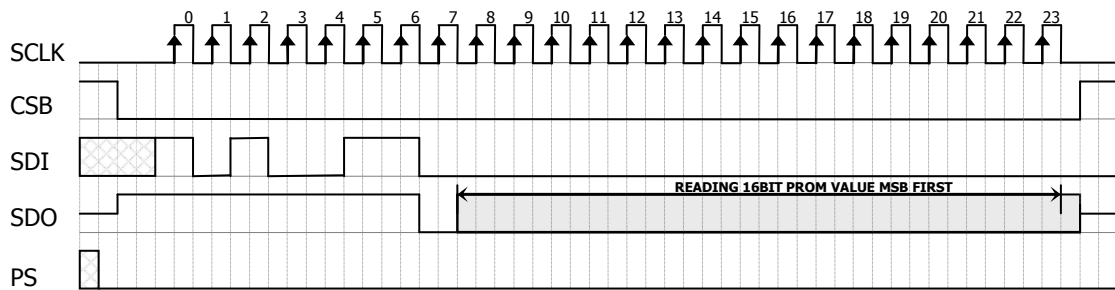 0 1 2 3 4 5 6 7 8 9 10 11 12 13 14 15 16 17 18 19 20 21 22 23
SCLK
CSB
SDI
READING 16BIT PROM VALUE MSB FIRST
SDO
PS